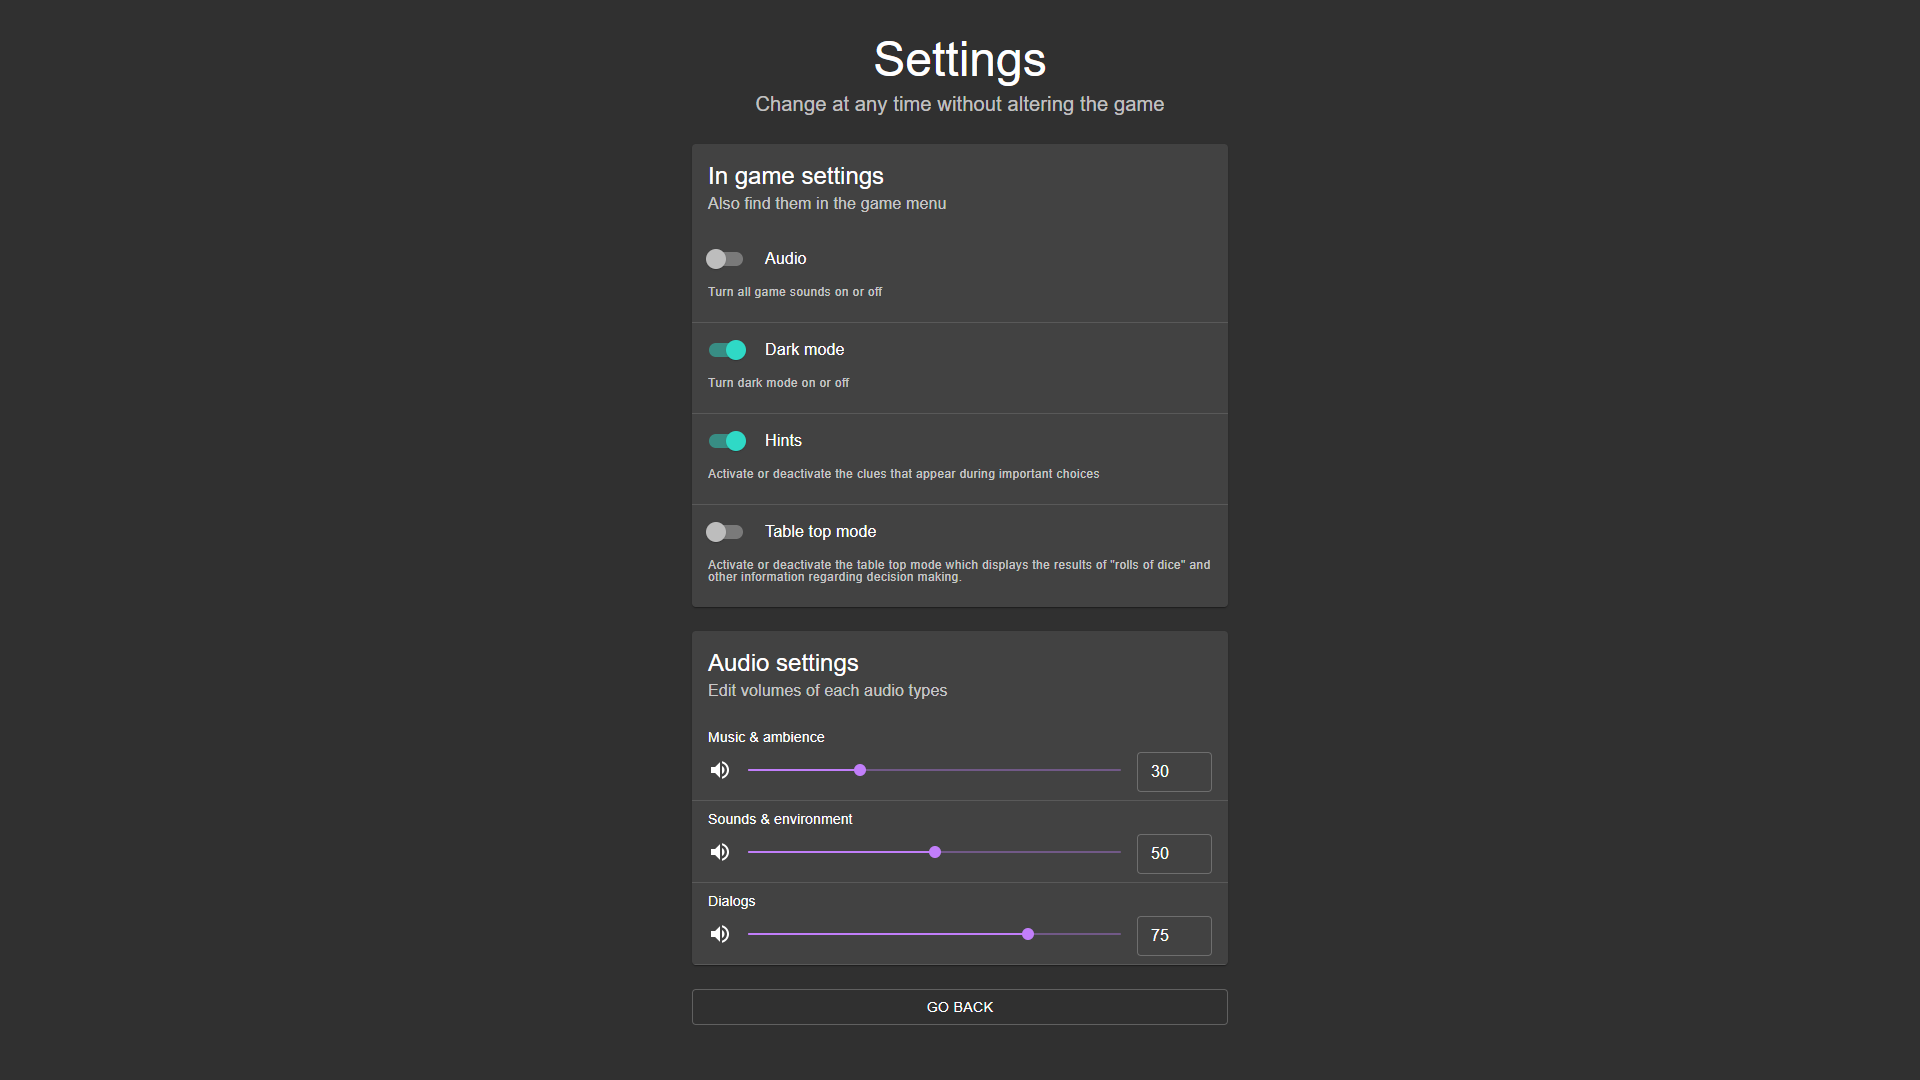 Settings
Change at any time without altering the game
In game settings
Also find them in the game menu
Audio
Turn all game sounds on or off
Dark mode
Turn dark mode on or off
Hints
Activate or deactivate the clues that appear during important choices
Table top mode
Activate or deactivate the table top mode which displays the results of "rolls of dice" and
other information regarding decision making.
Audio settings
Edit volumes of each audio types
Music & ambience
30
Sounds & environment
50
Dialogs
75
GO BACK